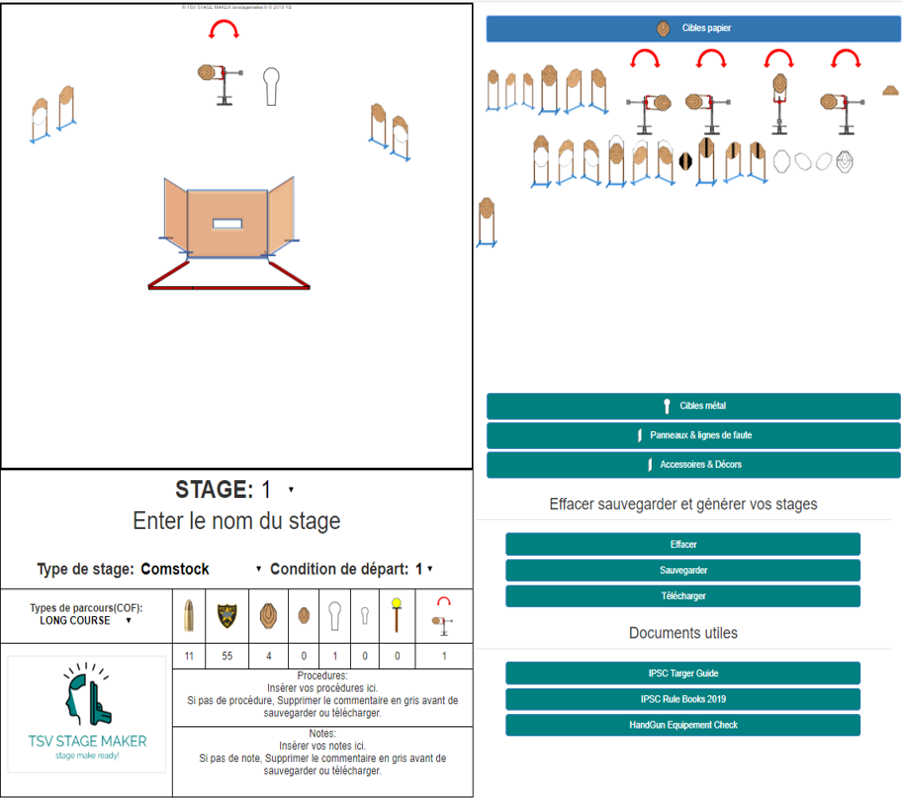 © TSV STAGE MAKER
STAGE: 1
Enter le nom du stage
Type de stage: Comstock
Condition de départ: 1
Types de parcours(COF):
LONG COURSE
11 55 4 0 1 0 0 1
Procedures:
Insérer vos procédures ici.
Si pas de procédure, Supprimer le commentaire en gris avant de
sauvegarder ou télécharger.
TSV STAGE MAKER
stage make ready!
Notes:
Insérer vos notes ici.
Si pas de note, Supprimer le commentaire en gris avant de
sauvegarder ou télécharger.
Cibles papier
Cibles métal
Panneaux & lignes de faute
Accessoires & Décors
Effacer sauvegarder et générer vos stages
Effacer
Sauvegarder
Télécharger
Documents utiles
IPSC Targer Guide
IPSC Rule Books 2019
HandGun Equipement Check